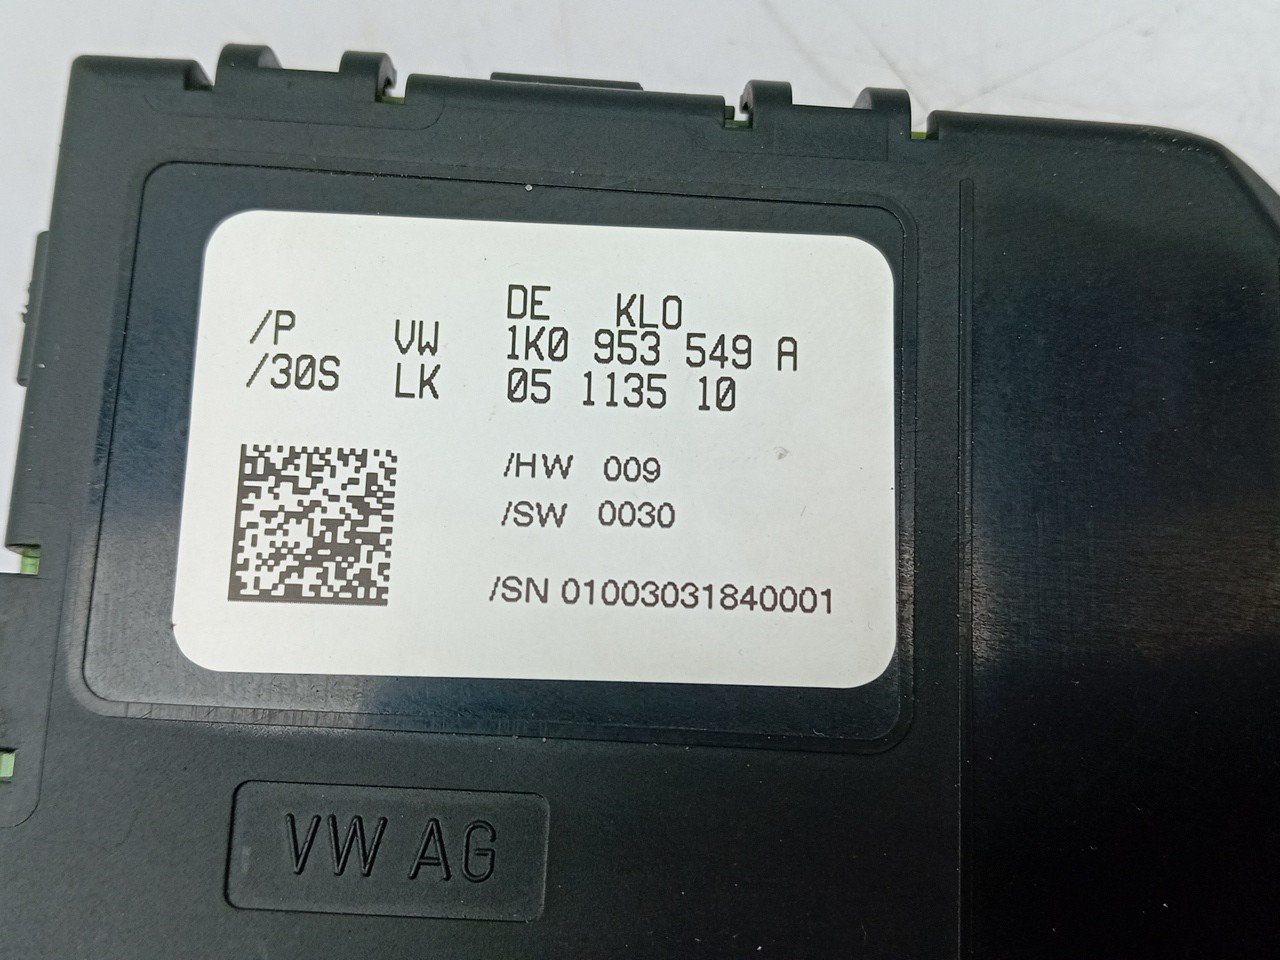 DE KLO
/P VW 1K0 953 549 A
/30S LK 05 1135 10
/HW 009
/SW 0030
/SN 01003031840001
VW AG